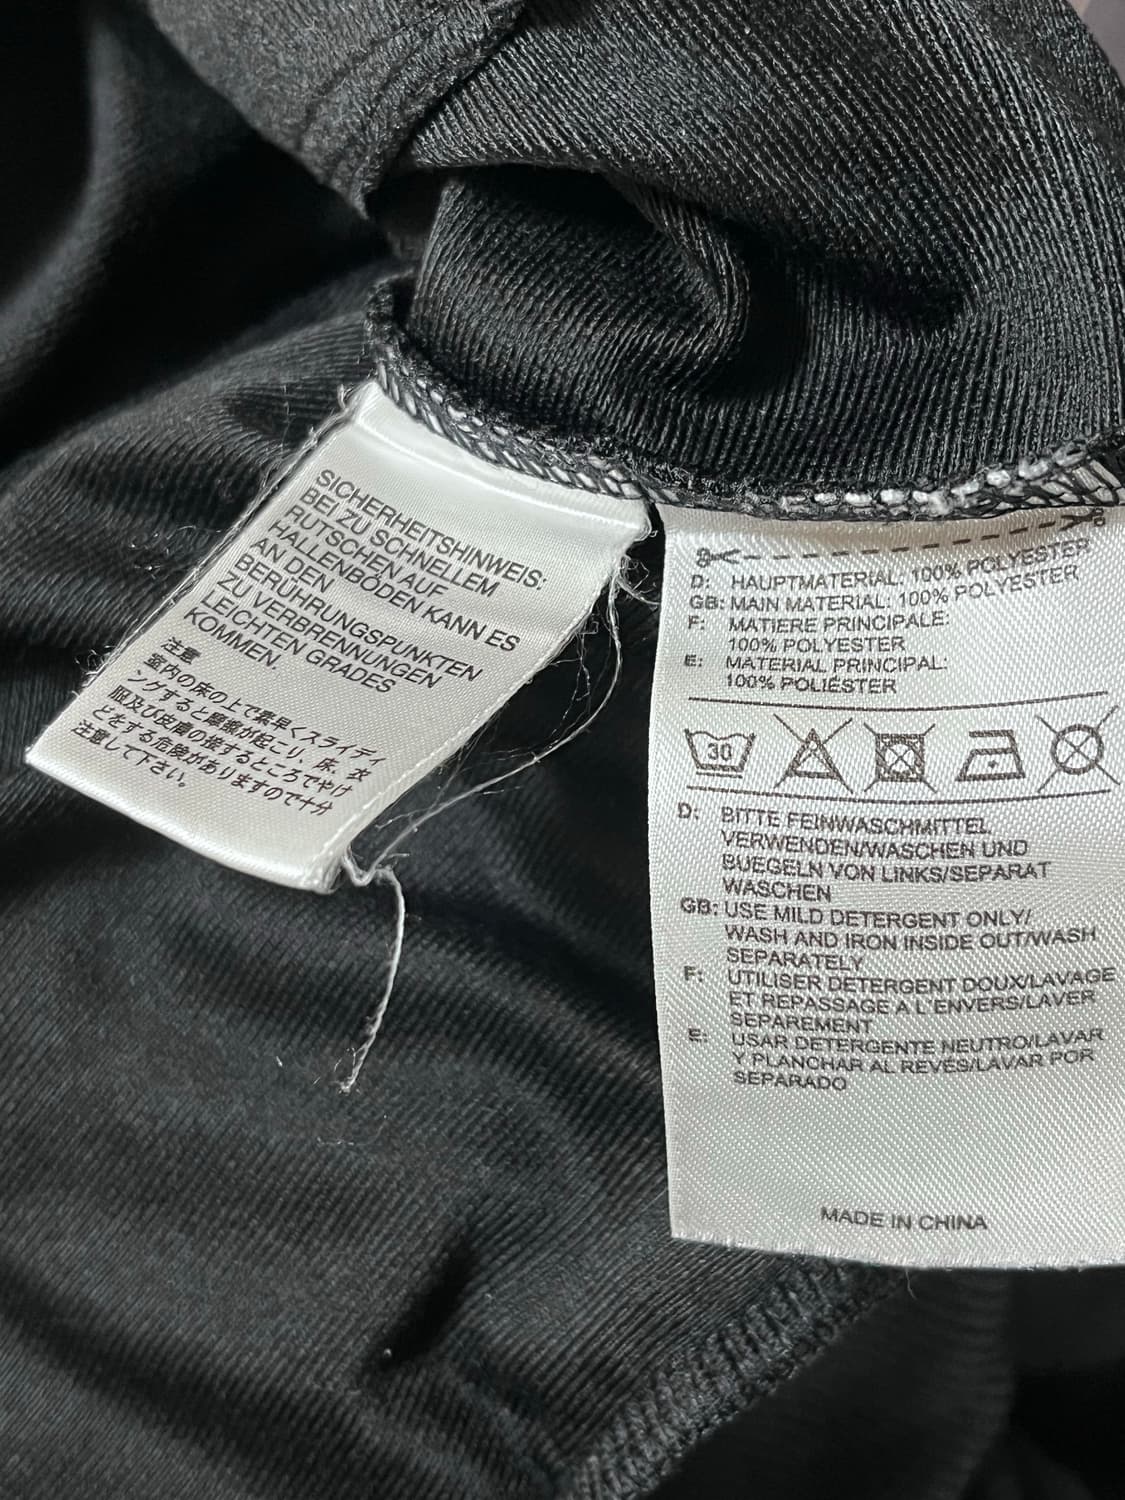 SICHERHEITSHINWEIS:
BEI ZU SCHNELLEM
RUTSCHEN AUF
HALLENBÖDEN KANN ES
AN DEN
BERÜHRUNGSPUNKTEN
ZU VERBRENNUNGEN
LEICHTEN GRADES
KOMMEN.
注意
室内の床の上で素早くスライディ
ングすると摩擦が起こり、床、衣
服及び皮膚の接するところでやけ
どをする危険がありますので十分
注意して下さい。
D: HAUPTMATERIAL: 100% POLYESTER
GB: MAIN MATERIAL: 100% POLYESTER
F: MATIERE PRINCIPALE:
100% POLYESTER
E: MATERIAL PRINCIPAL:
100% POLIÉSTER
30
D: BITTE FEINWASCHMITTEL
VERWENDEN/WASCHEN UND
BUEGELN VON LINKS/SEPARAT
WASCHEN
GB: USE MILD DETERGENT ONLY/
WASH AND IRON INSIDE OUT/WASH
SEPARATELY
F: UTILISER DETERGENT DOUX/LAVAGE
ET REPASSAGE A L'ENVERS/LAVER
SEPAREMENT
E: USAR DETERGENTE NEUTRO/LAVAR
Y PLANCHAR AL REVÉS/LAVAR POR
SEPARADO
MADE IN CHINA